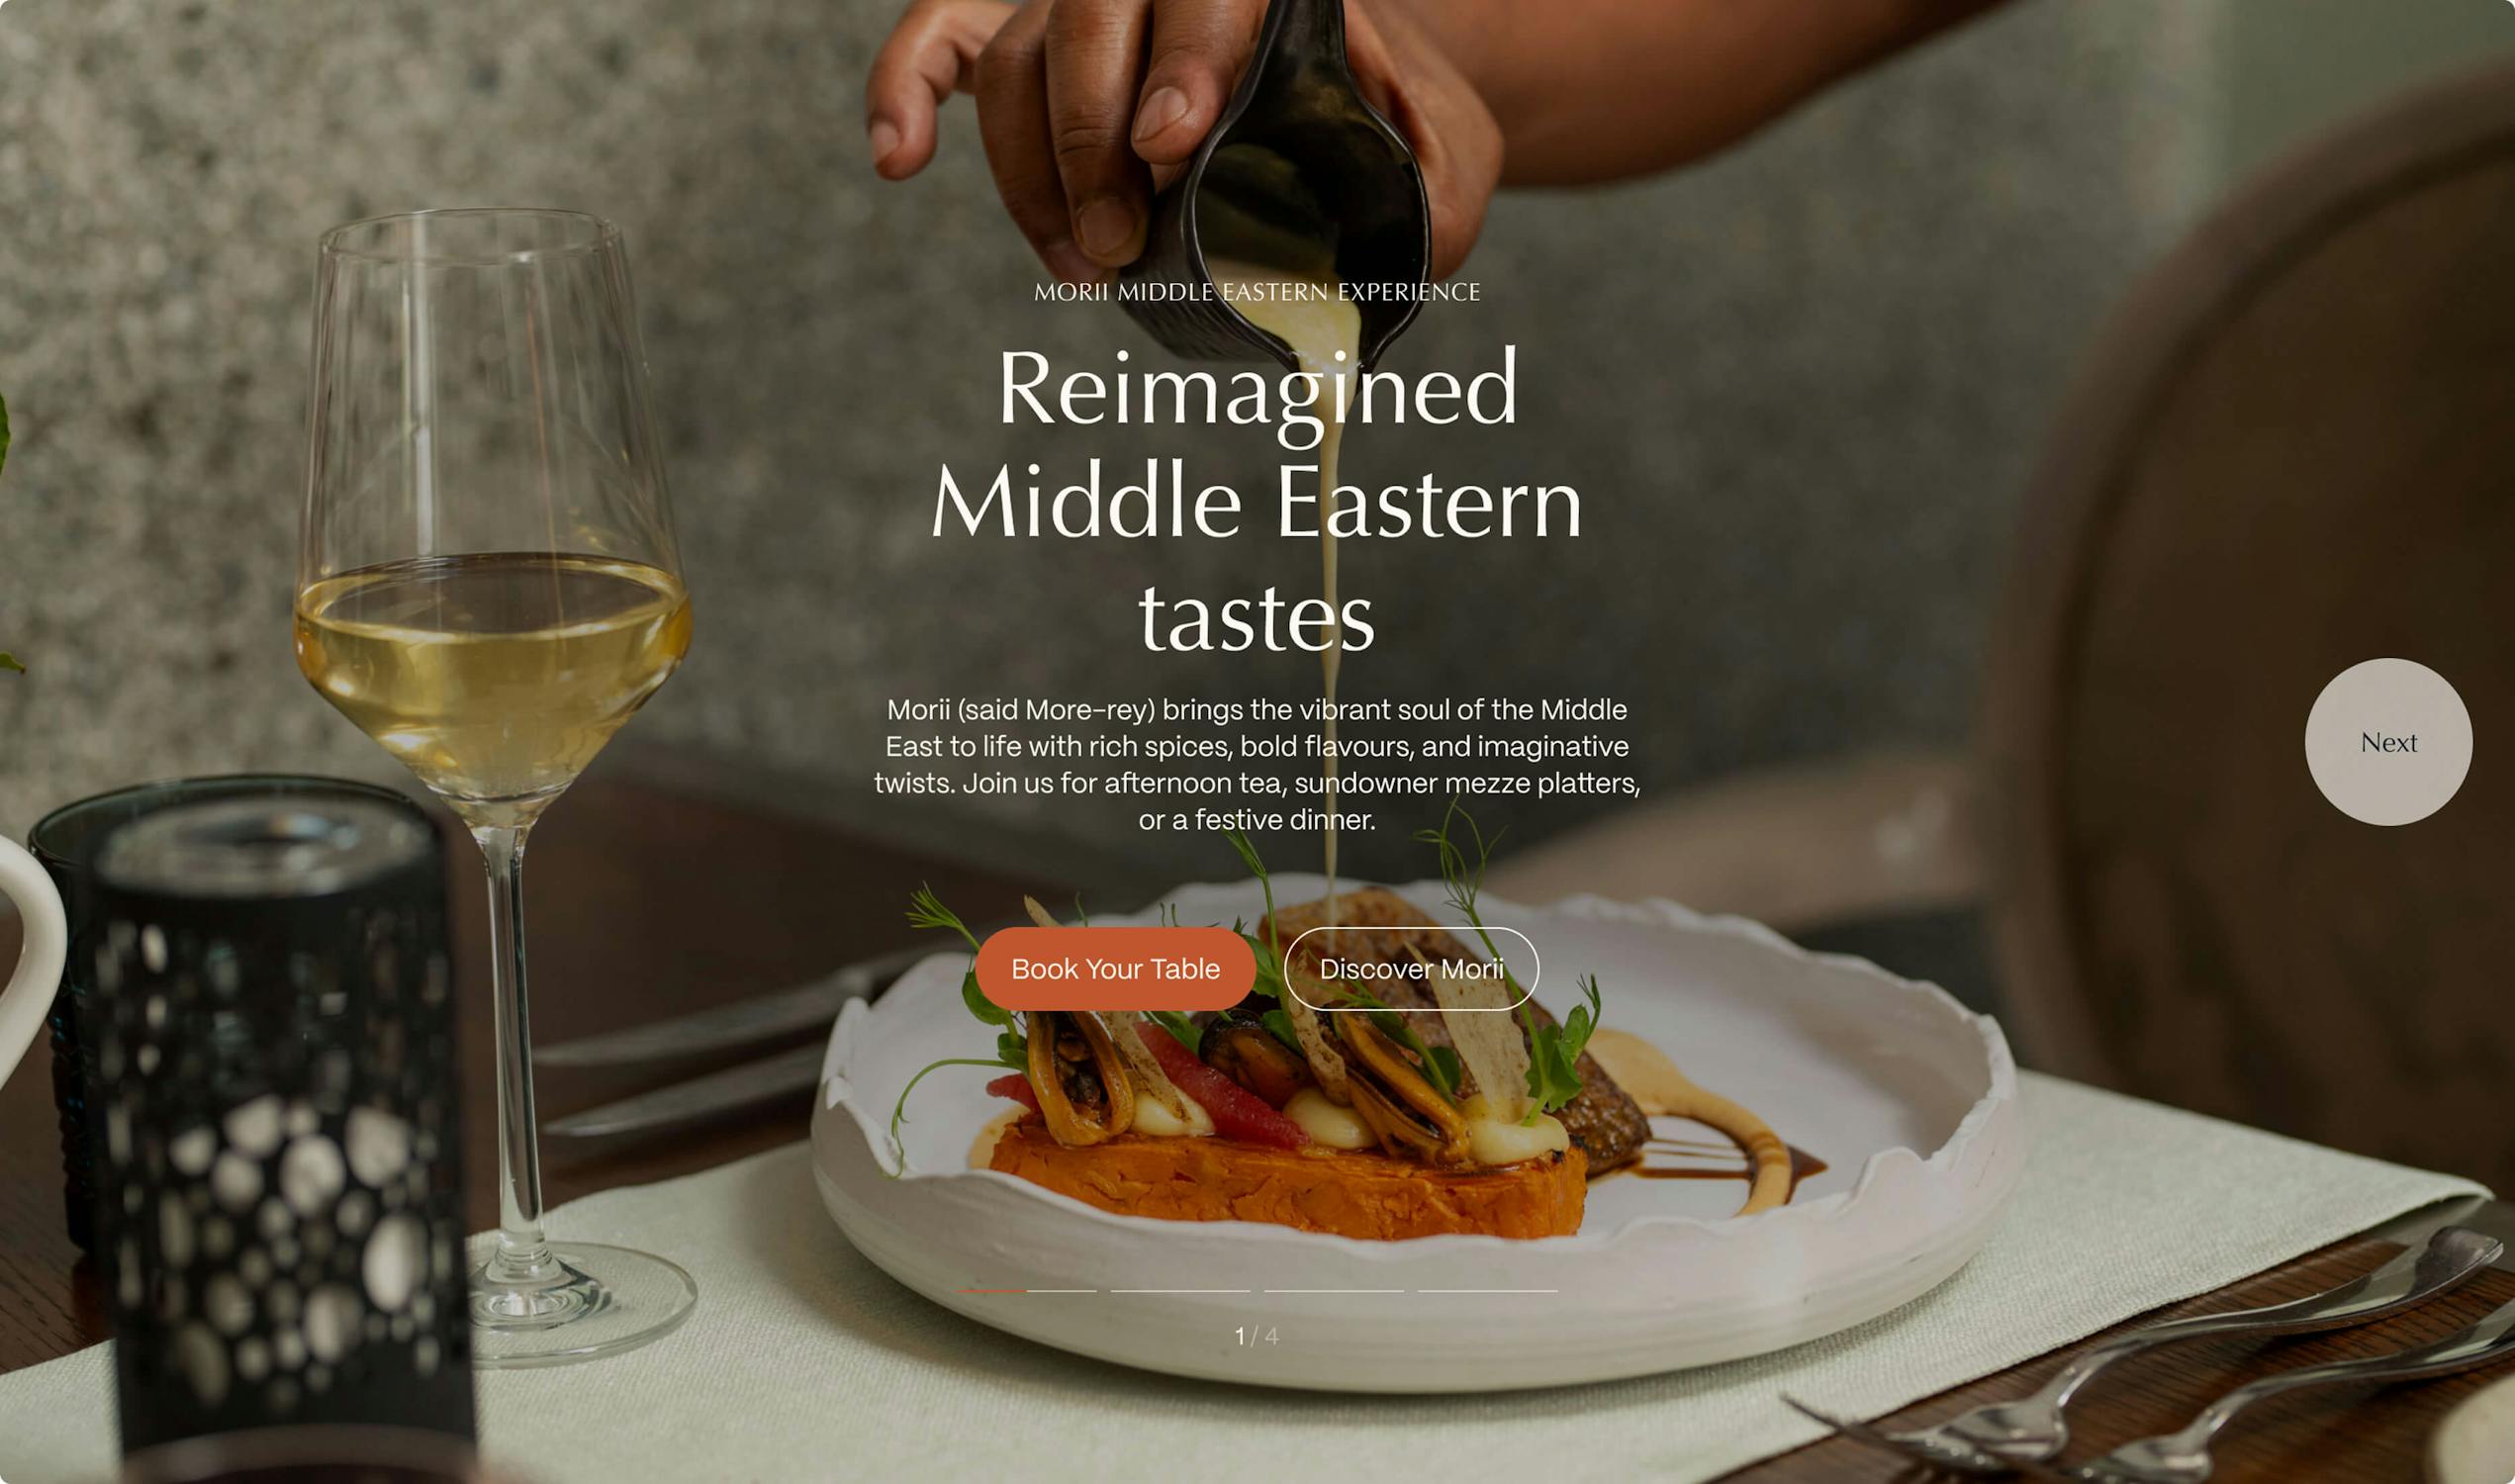 MORII MIDDLE EASTERN EXPERIENCE
Reimagined
Middle Eastern
tastes
Morii (said More-rey) brings the vibrant soul of the Middle
East to life with rich spices, bold flavours, and imaginative
twists. Join us for afternoon tea, sundowner mezze platters,
or a festive dinner.
Next
Book Your Table
Discover Morii
1 / 4